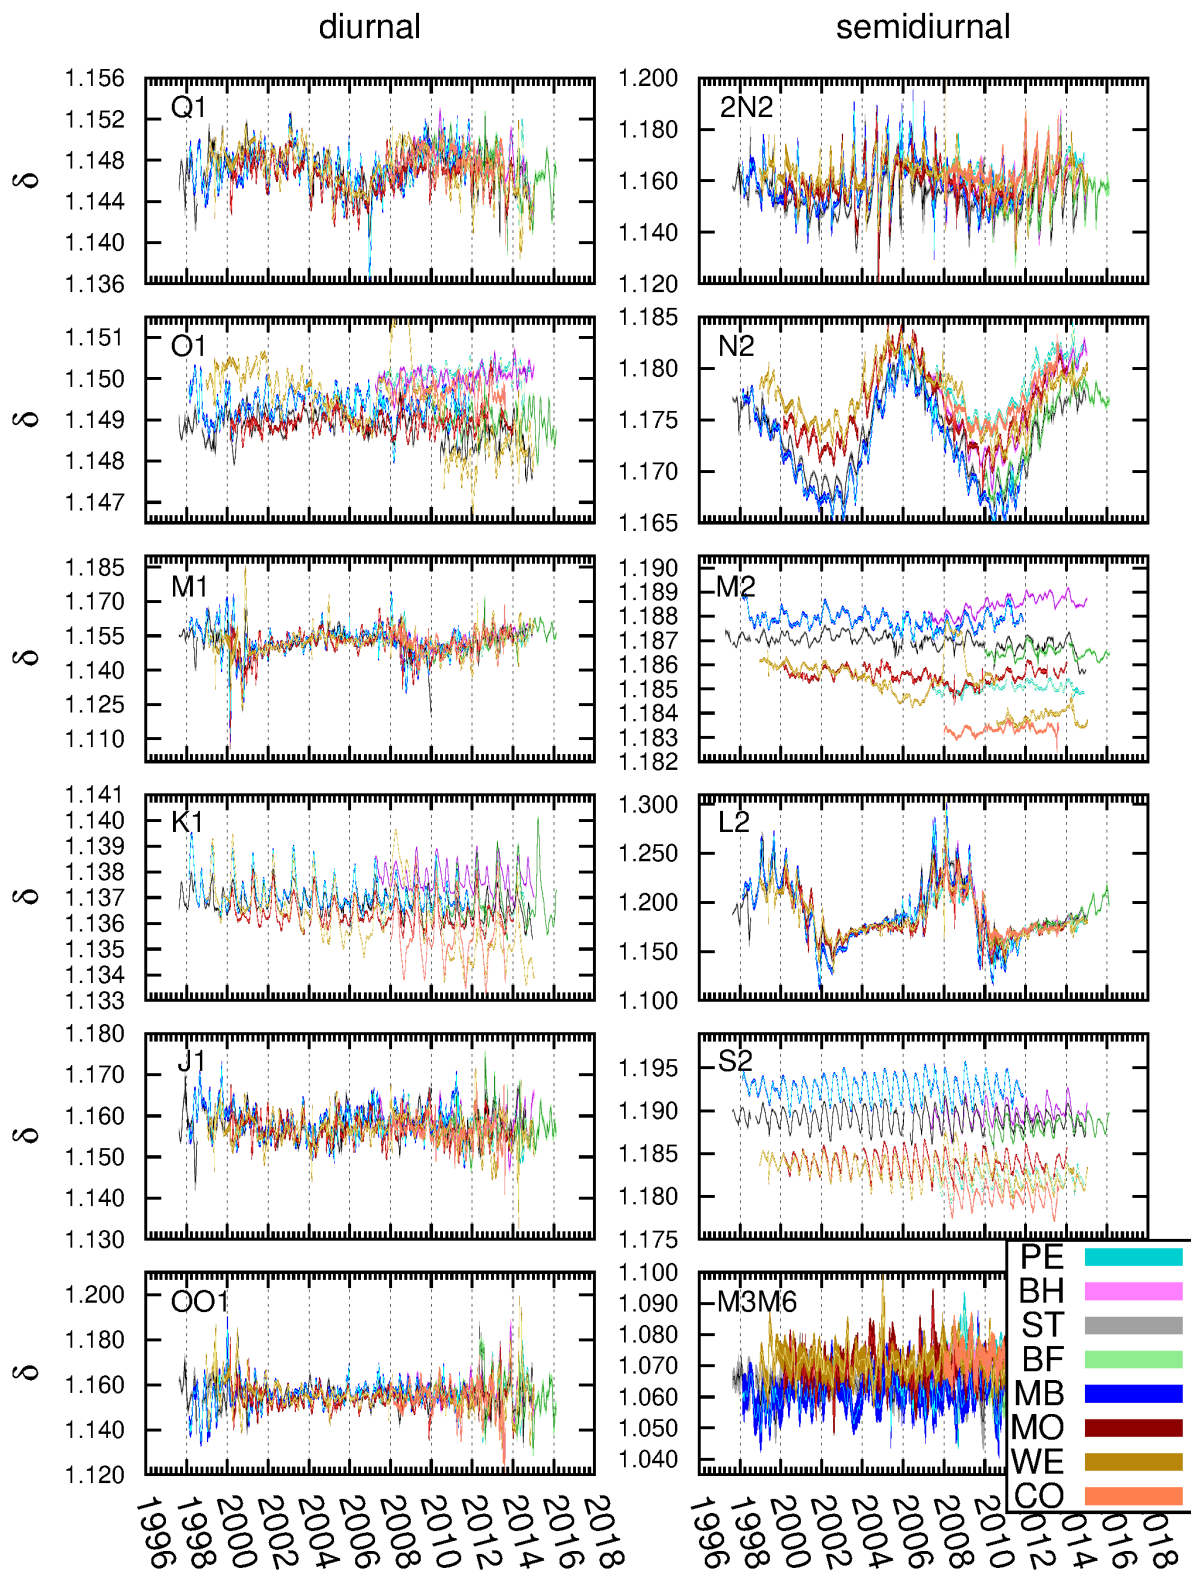 diurnal
semidiurnal
δ
1.156
1.152
1.148
1.144
1.140
1.136
Q1
1.200
1.180
1.160
1.140
1.120
2N2
δ
1.151
1.150
1.149
1.148
1.147
O1
1.185
1.180
1.175
1.170
1.165
N2
δ
1.185
1.170
1.155
1.140
1.125
1.110
M1
1.190
1.189
1.188
1.187
1.186
1.185
1.184
1.183
1.182
M2
δ
1.141
1.140
1.139
1.138
1.137
1.136
1.135
1.134
1.133
K1
1.300
1.250
1.200
1.150
1.100
L2
δ
1.180
1.170
1.160
1.150
1.140
1.130
J1
1.195
1.190
1.185
1.180
1.175
S2
δ
1.200
1.180
1.160
1.140
1.120
OO1
1.100
1.090
1.080
1.070
1.060
1.050
1.040
M3M6
PE
BH
ST
BF
MB
MO
WE
CO
1996 1998 2000 2002 2004 2006 2008 2010 2012 2014 2016 2018
1996 1998 2000 2002 2004 2006 2008 2010 2012 2014 2016 2018